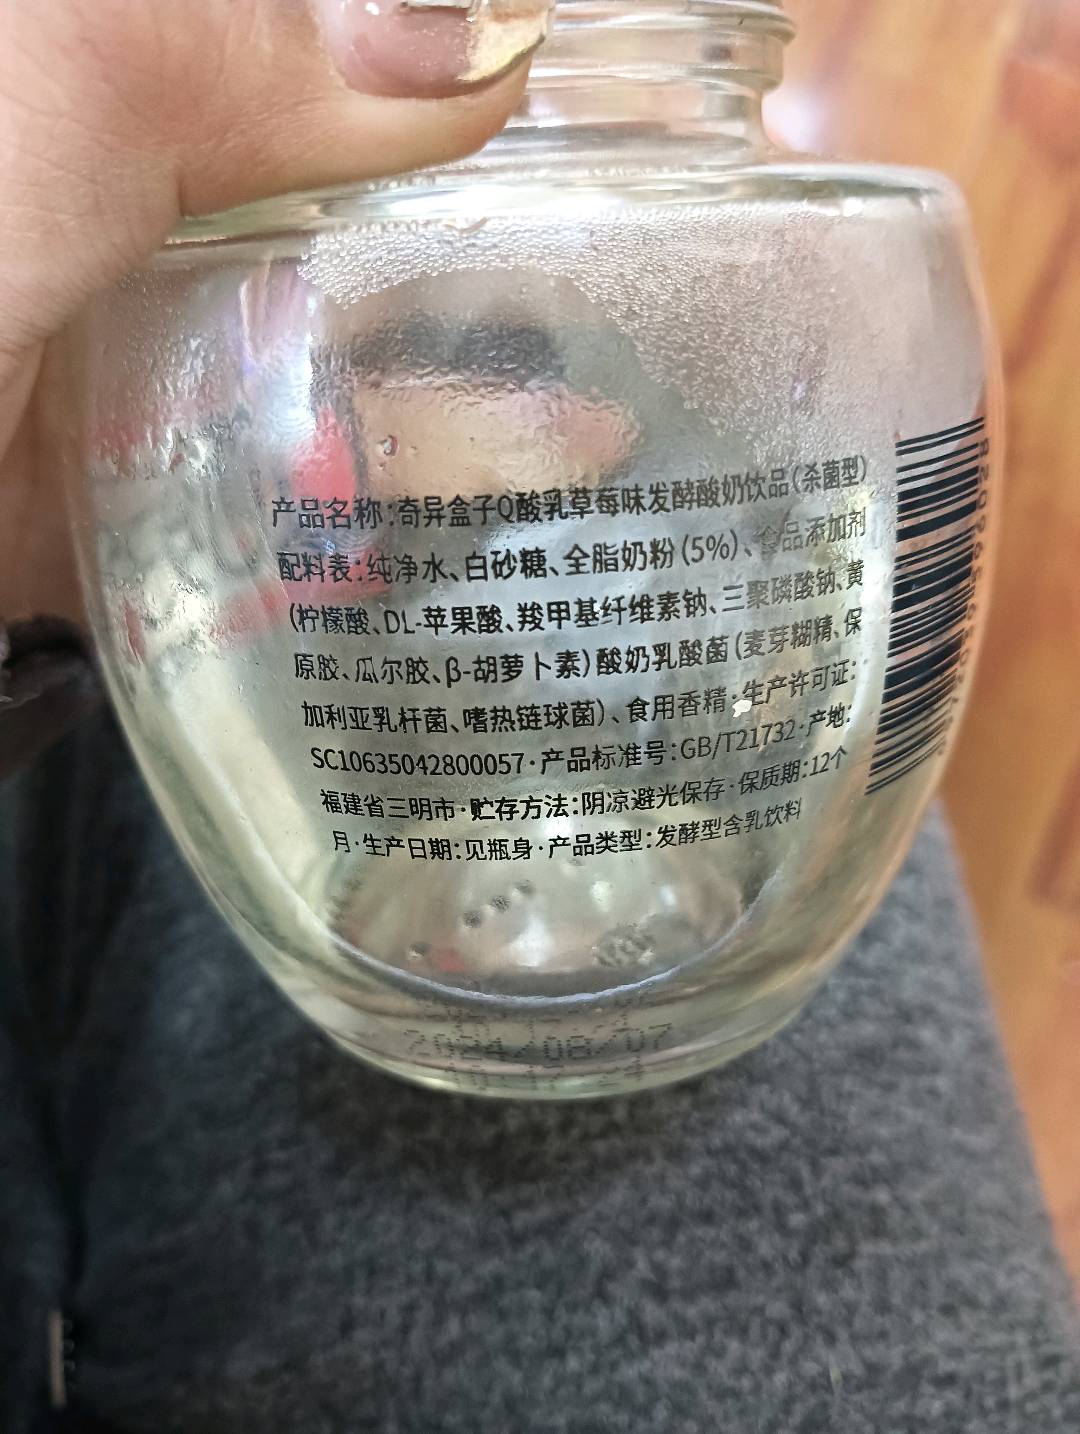 产品名称:奇异盒子Q酸乳草莓味发酵酸奶饮品(杀菌型)
配料表:纯净水、白砂糖、全脂奶粉(5%)、食品添加剂
(柠檬酸、DL-苹果酸、羧甲基纤维素钠、三聚磷酸钠、黄
原胶、瓜尔胶、β-胡萝卜素)酸奶乳酸菌(麦芽糊精、保
加利亚乳杆菌、嗜热链球菌)、食用香精·生产许可证:
SC10635042800057·产品标准号:GB/T21732·产地:
福建省三明市·贮存方法:阴凉避光保存·保质期:12个
月·生产日期:见瓶身·产品类型:发酵型含乳饮料
2024/08/07